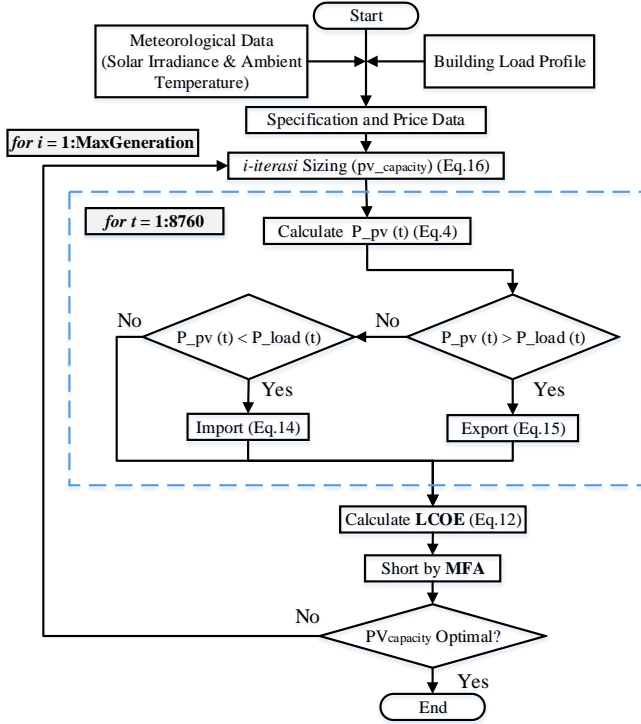 Start
Meteorological Data
(Solar Irradiance & Ambient
Temperature)
Building Load Profile
Specification and Price Data
for i = 1:MaxGeneration
i-iterasi Sizing (pv_capacity) (Eq.16)
for t = 1:8760
Calculate P_pv (t) (Eq.4)
No
P_pv (t) < P_load (t)
No
P_pv (t) > P_load (t)
Yes
Yes
Import (Eq.14)
Export (Eq.15)
Calculate LCOE (Eq.12)
Short by MFA
No
PVcapacity Optimal?
Yes
End